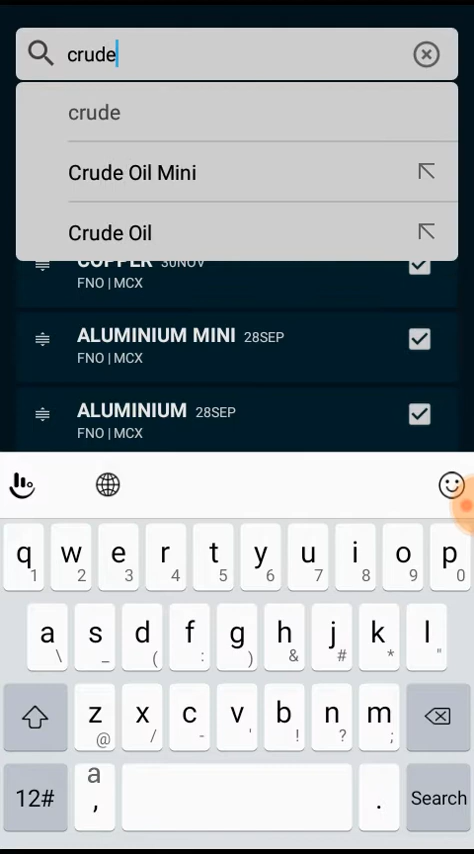 crude
crude
Crude Oil Mini
Crude Oil
COPPER 30NOV
FNO | MCX
ALUMINIUM MINI 28SEP
FNO | MCX
ALUMINIUM 28SEP
FNO | MCX
q w e r t y u i o p
1 2 3 4 5 6 7 8 9 0
a s d f g h j k l
\ _ ( : ) & # * "
z x c v b n m
@ / - ' ! ? ;
12# a , . Search